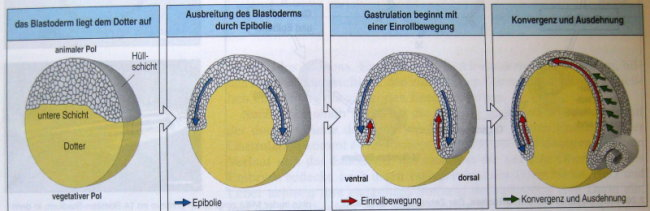 das Blastoderm liegt dem Dotter auf
animaler Pol
Hüll-
schicht
untere Schicht
Dotter
vegetativer Pol
Ausbreitung des Blastoderms
durch Epibolie
Epibolie
Gastrulation beginnt mit
einer Einrollbewegung
ventral
dorsal
Einrollbewegung
Konvergenz und Ausdehnung
Konvergenz und Ausdehnung